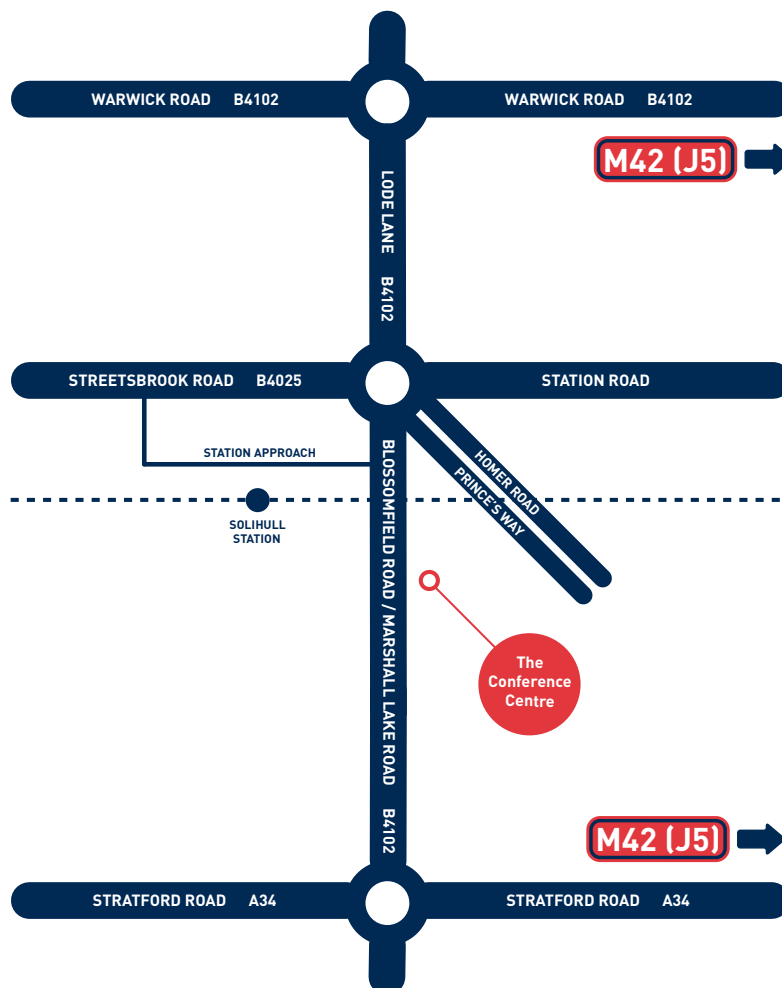 WARWICK ROAD B4102
WARWICK ROAD B4102
M42 (J5)
LODE LANE B4102
STREETSBROOK ROAD B4025
STATION ROAD
STATION APPROACH
HOMER ROAD
PRINCE'S WAY
SOLIHULL
STATION
BLOSSOMFIELD ROAD / MARSHALL LAKE ROAD B4102
The
Conference
Centre
M42 (J5)
STRATFORD ROAD A34
STRATFORD ROAD A34